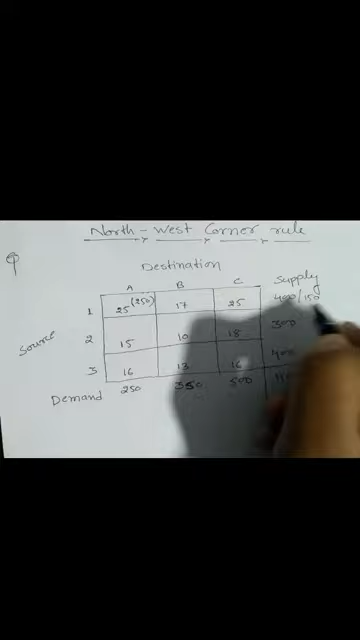 North-West Corner rule
Q
Destination
A B C Supply
1 25 (250) 17 25 400/150
Source
2 15 10 18 300
3 16 13 16 400
Demand 250 350 500